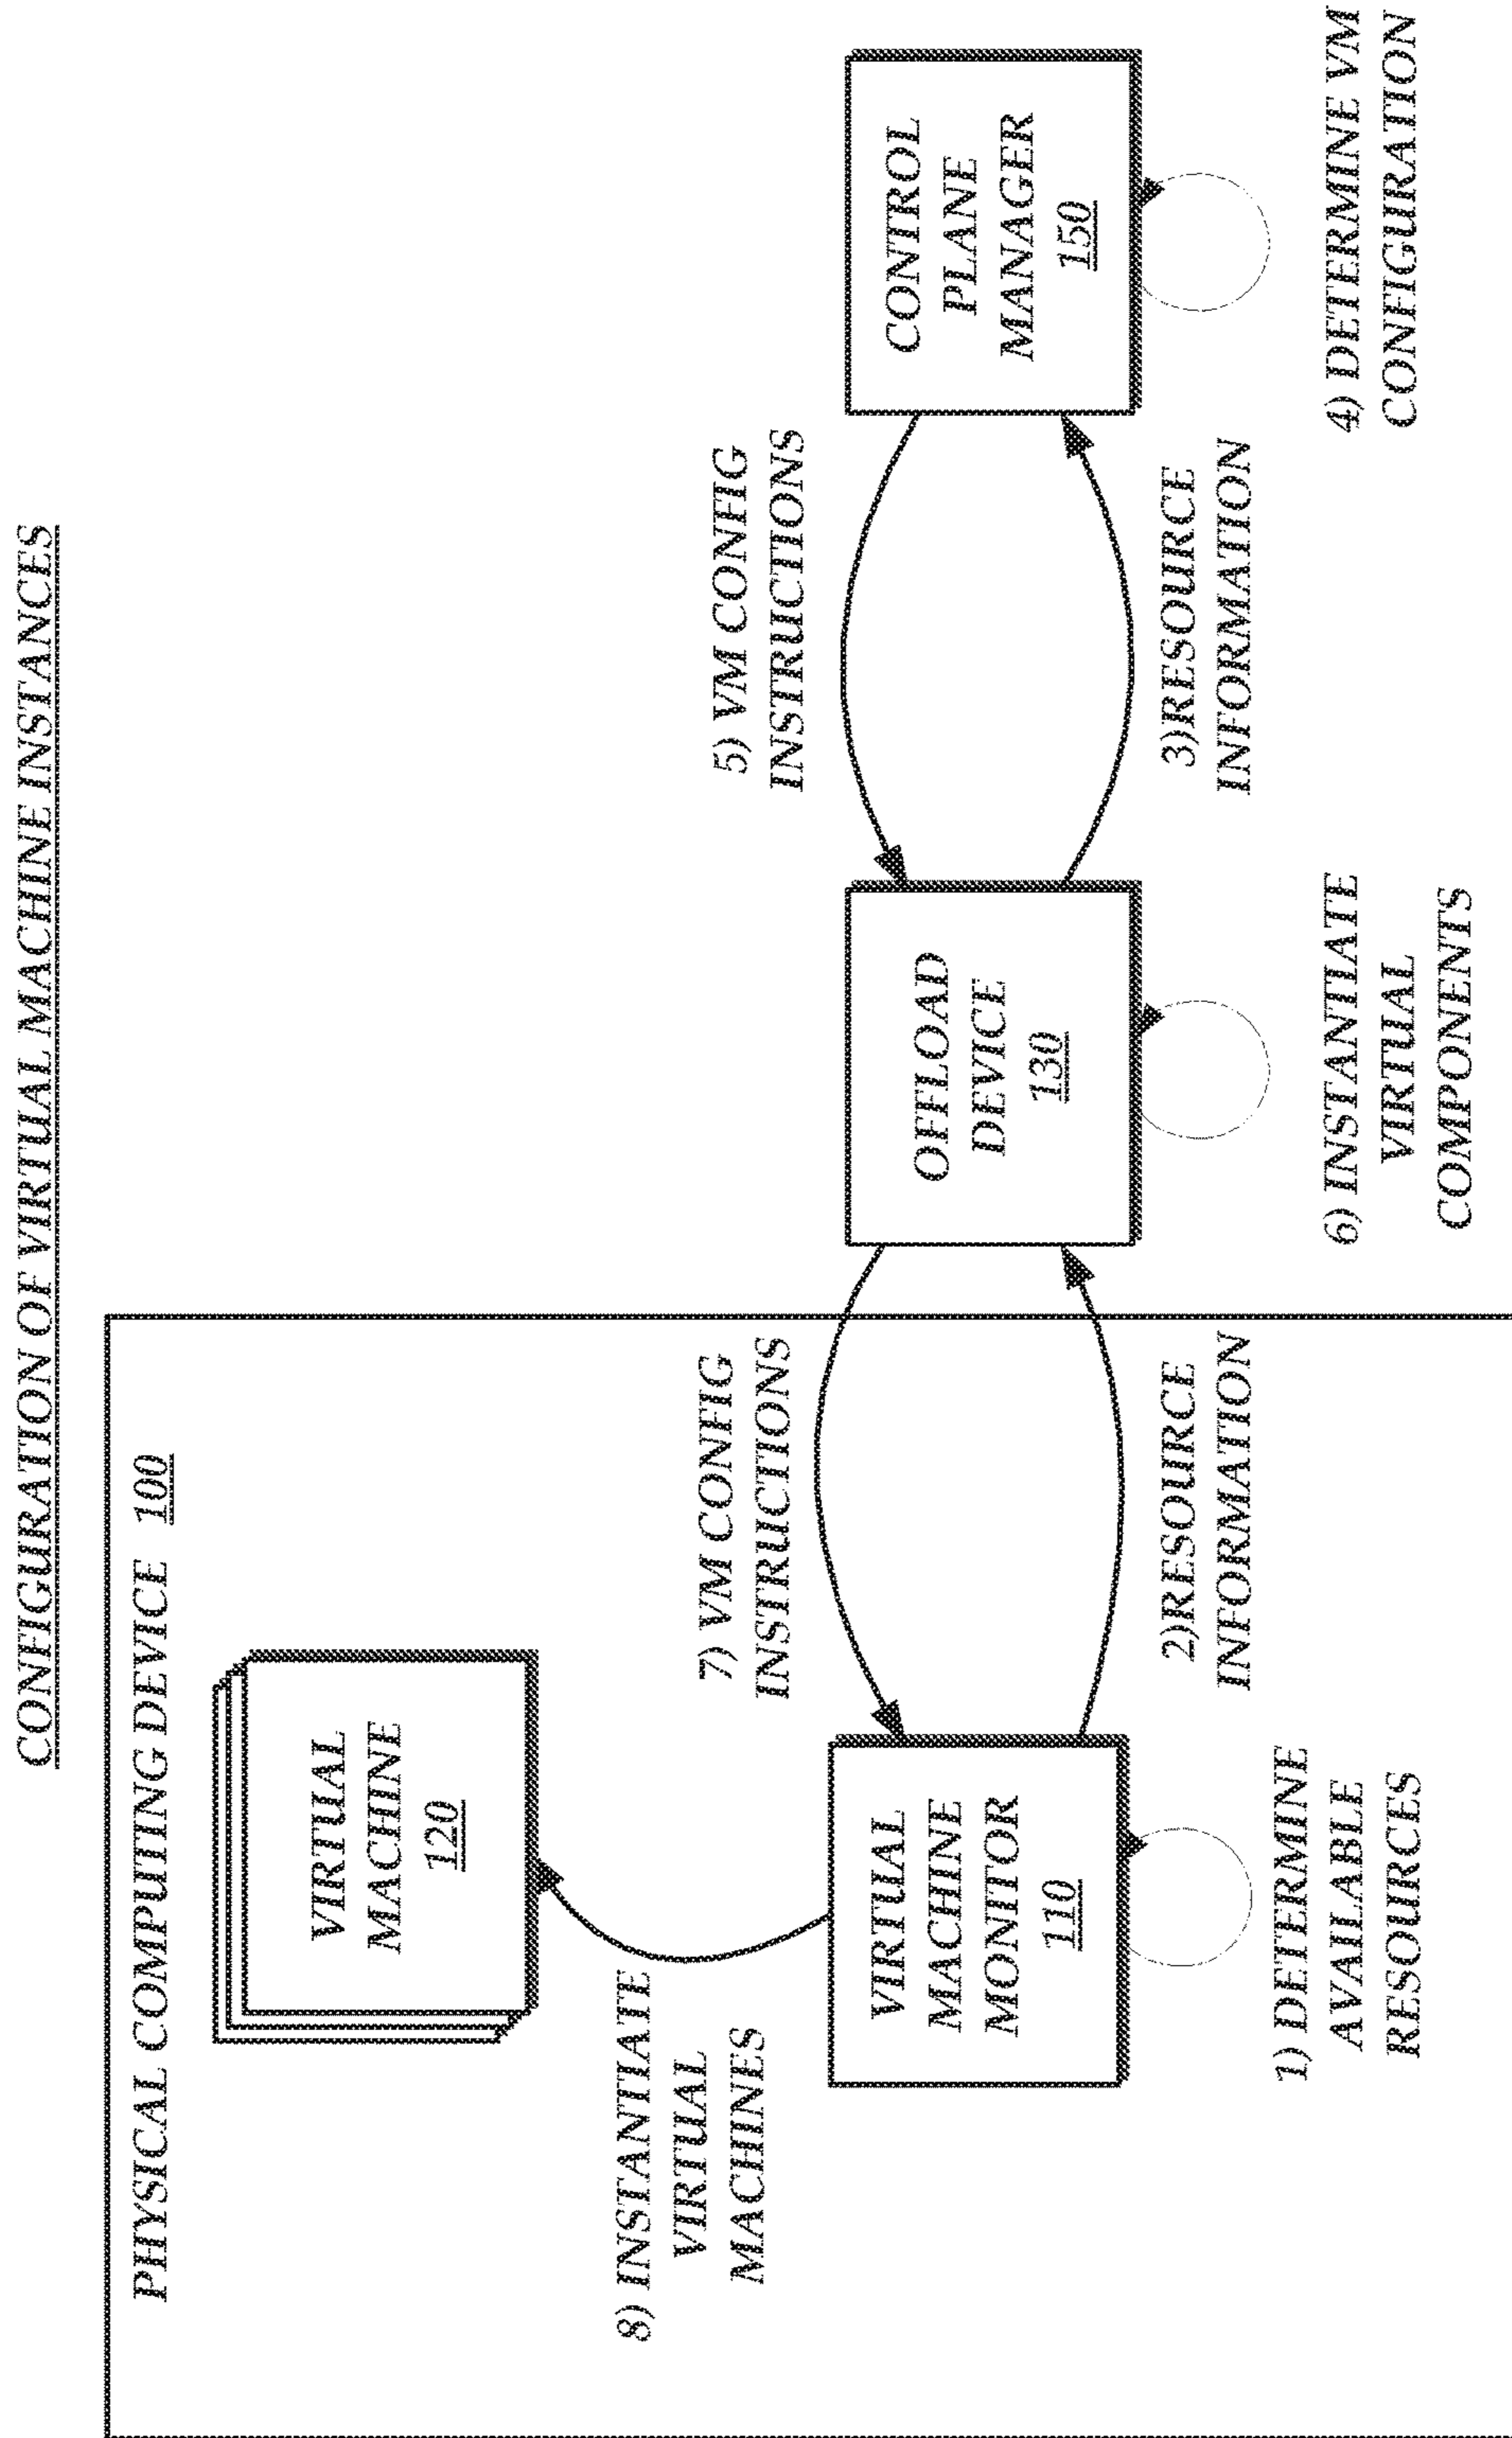 CONFIGURATION OF VIRTUAL MACHINE INSTANCES
PHYSICAL COMPUTING DEVICE 100
VIRTUAL
MACHINE
120
8) INSTANTIATE
VIRTUAL
MACHINES
7) VM CONFIG
INSTRUCTIONS
5) VM CONFIG
INSTRUCTIONS
VIRTUAL
MACHINE
MONITOR
110
OFFLOAD
DEVICE
130
CONTROL
PLANE
MANAGER
150
2)RESOURCE
INFORMATION
3)RESOURCE
INFORMATION
1) DETERMINE
AVAILABLE
RESOURCES
6) INSTANTIATE
VIRTUAL
COMPONENTS
4) DETERMINE VM
CONFIGURATION